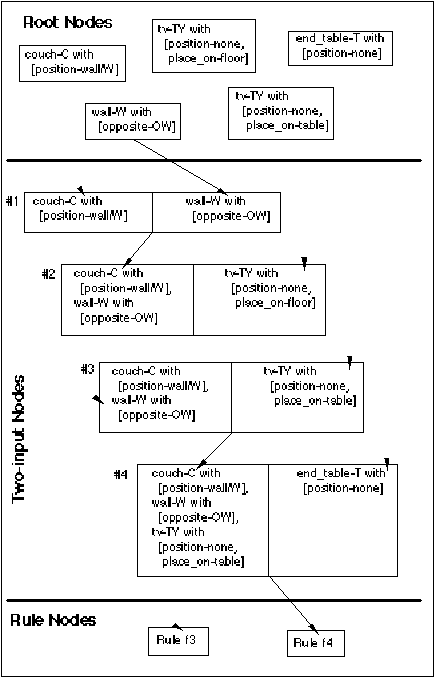 Root Nodes
tv-TY with
[position-none,
place_on-floor]
end_table-T with
[position-none]
couch-C with
[position-wall/W]
tv-TY with
[position-none,
place_on-table]
wall-W with
[opposite-OW]
#1
couch-C with
[position-wall/W]
wall-W with
[opposite-OW]
#2
couch-C with
[position-wall/W],
wall-W with
[opposite-OW]
tv-TY with
[position-none,
place_on-floor]
#3
couch-C with
[position-wall/W],
wall-W with
[opposite-OW]
tv-TY with
[position-none,
place_on-table]
Two-input Nodes
#4
couch-C with
[position-wall/W],
wall-W with
[opposite-OW],
tv-TY with
[position-none,
place_on-table]
end_table-T with
[position-none]
Rule Nodes
Rule f3
Rule f4